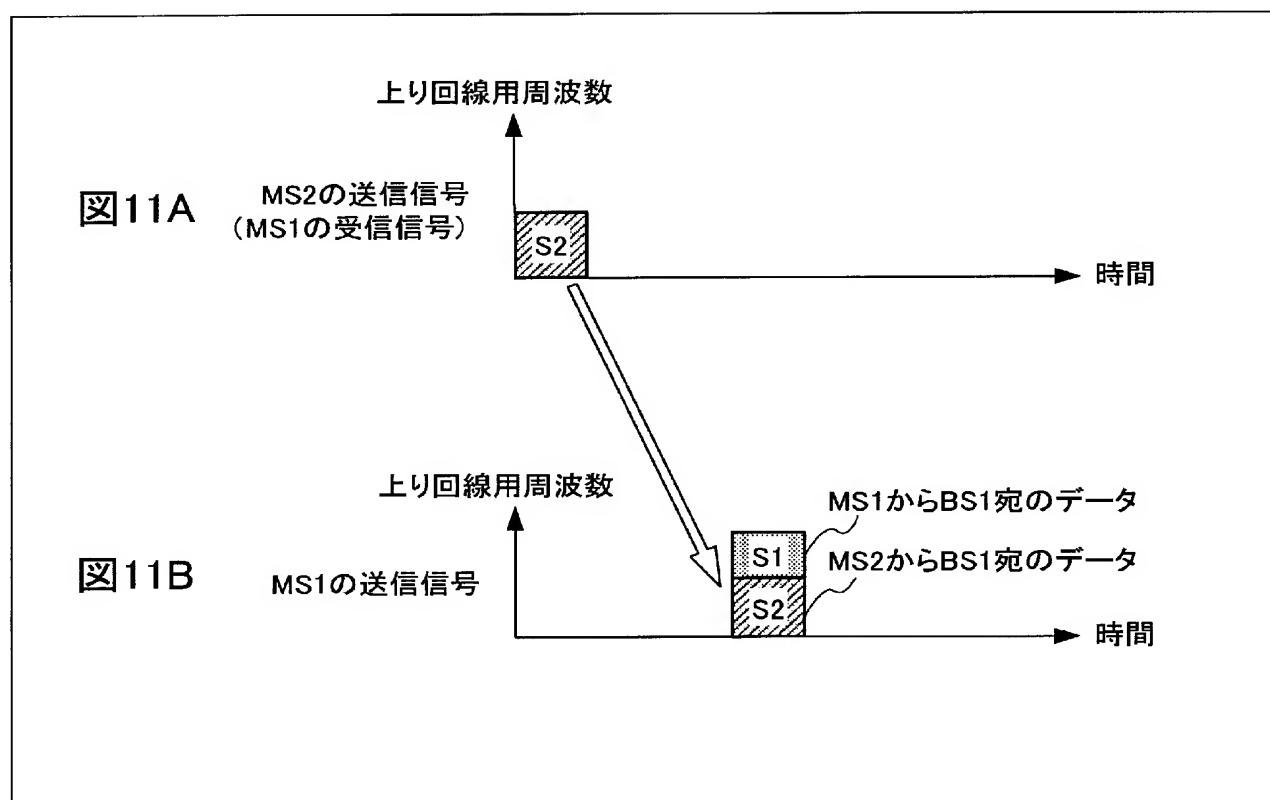 上り回線用周波数
図11A
MS2の送信信号
(MS1の受信信号)
S2
時間
上り回線用周波数
図11B
MS1の送信信号
S1
S2
MS1からBS1宛のデータ
MS2からBS1宛のデータ
時間